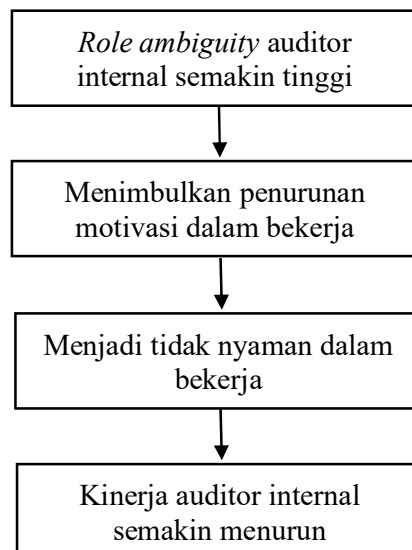 Role ambiguity auditor
internal semakin tinggi
Menimbulkan penurunan
motivasi dalam bekerja
Menjadi tidak nyaman dalam
bekerja
Kinerja auditor internal
semakin menurun